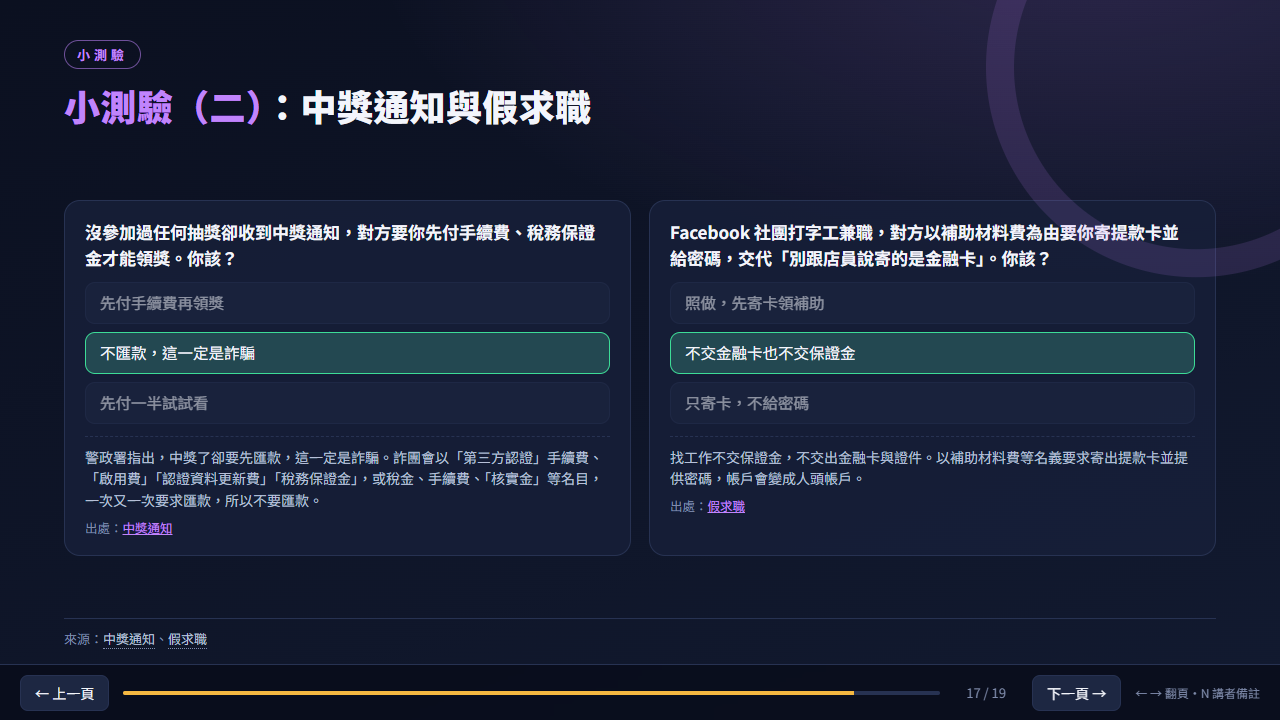 小測驗
小測驗（二）：中獎通知與假求職
沒參加過任何抽獎卻收到中獎通知，對方要你先付手續費、稅務保證
金才能領獎。你該？
先付手續費再領獎
不匯款，這一定是詐騙
先付一半試試看
警政署指出，中獎了卻要先匯款，這一定是詐騙。詐團會以「第三方認證」手續費、
「啟用費」「認證資料更新費」「稅務保證金」，或稅金、手續費、「核實金」等名目，
一次又一次要求匯款，所以不要匯款。
出處：中獎通知
Facebook 社團打字工兼職，對方以補助材料費為由要你寄提款卡並
給密碼，交代「別跟店員說寄的是金融卡」。你該？
照做，先寄卡領補助
不交金融卡也不交保證金
只寄卡，不給密碼
找工作不交保證金，不交出金融卡與證件。以補助材料費等名義要求寄出提款卡並提
供密碼，帳戶會變成人頭帳戶。
出處：假求職
來源：中獎通知、假求職
← 上一頁
17 / 19
下一頁 →
← → 翻頁・N 講者備註